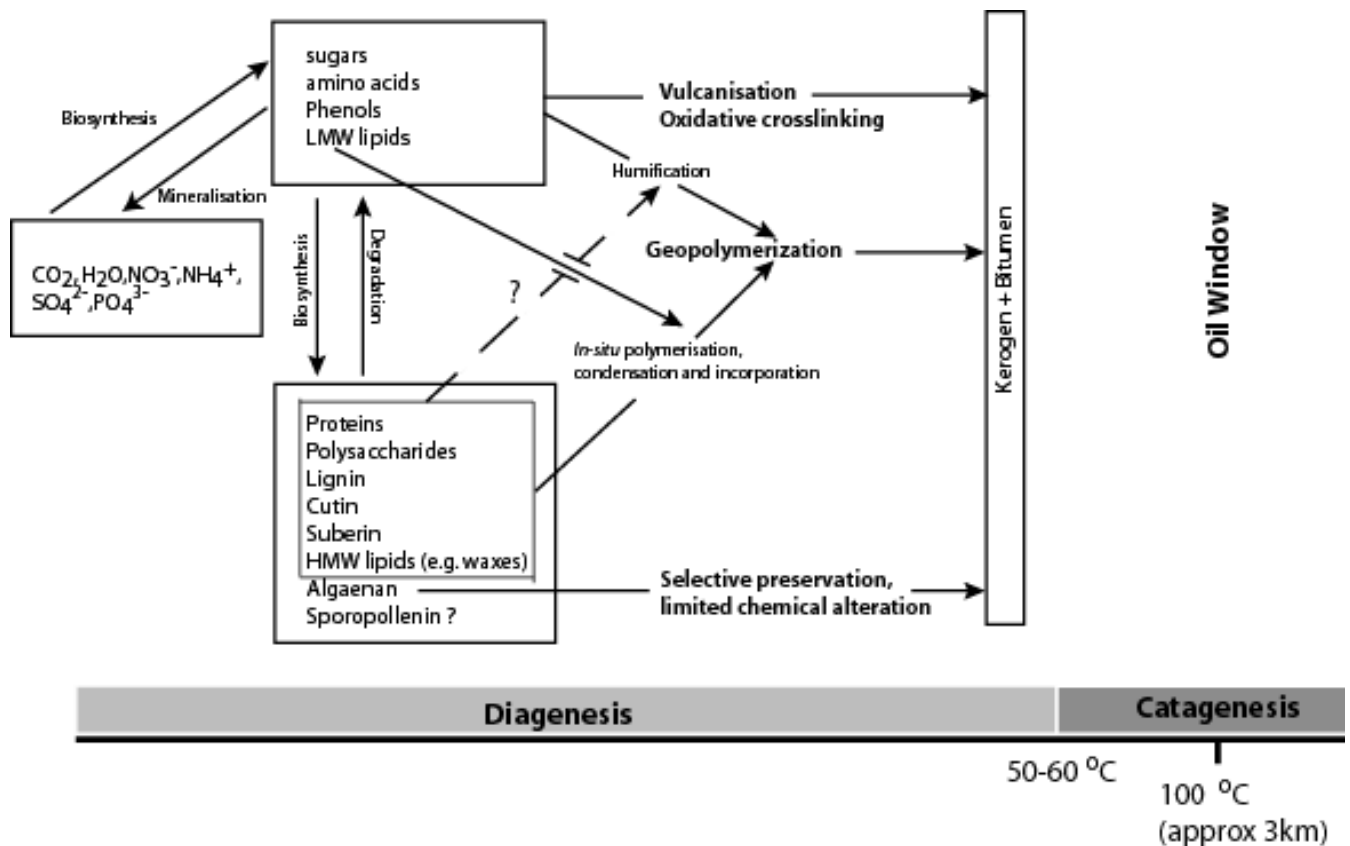 sugars
amino acids
Phenols
LMW lipids
Biosynthesis
Mineralisation
CO2,H2O,NO3-,NH4+,
SO42-,PO43-
Biosynthesis
Degradation
Vulcanisation
Oxidative crosslinking
Humification
Geopolymerization
?
In-situ polymerisation,
condensation and incorporation
Proteins
Polysaccharides
Lignin
Cutin
Suberin
HMW lipids (e.g. waxes)
Algaenan
Sporopollenin ?
Selective preservation,
limited chemical alteration
Kerogen + Bitumen
Oil Window
Diagenesis
Catagenesis
50-60 °C
100 °C
(approx 3km)